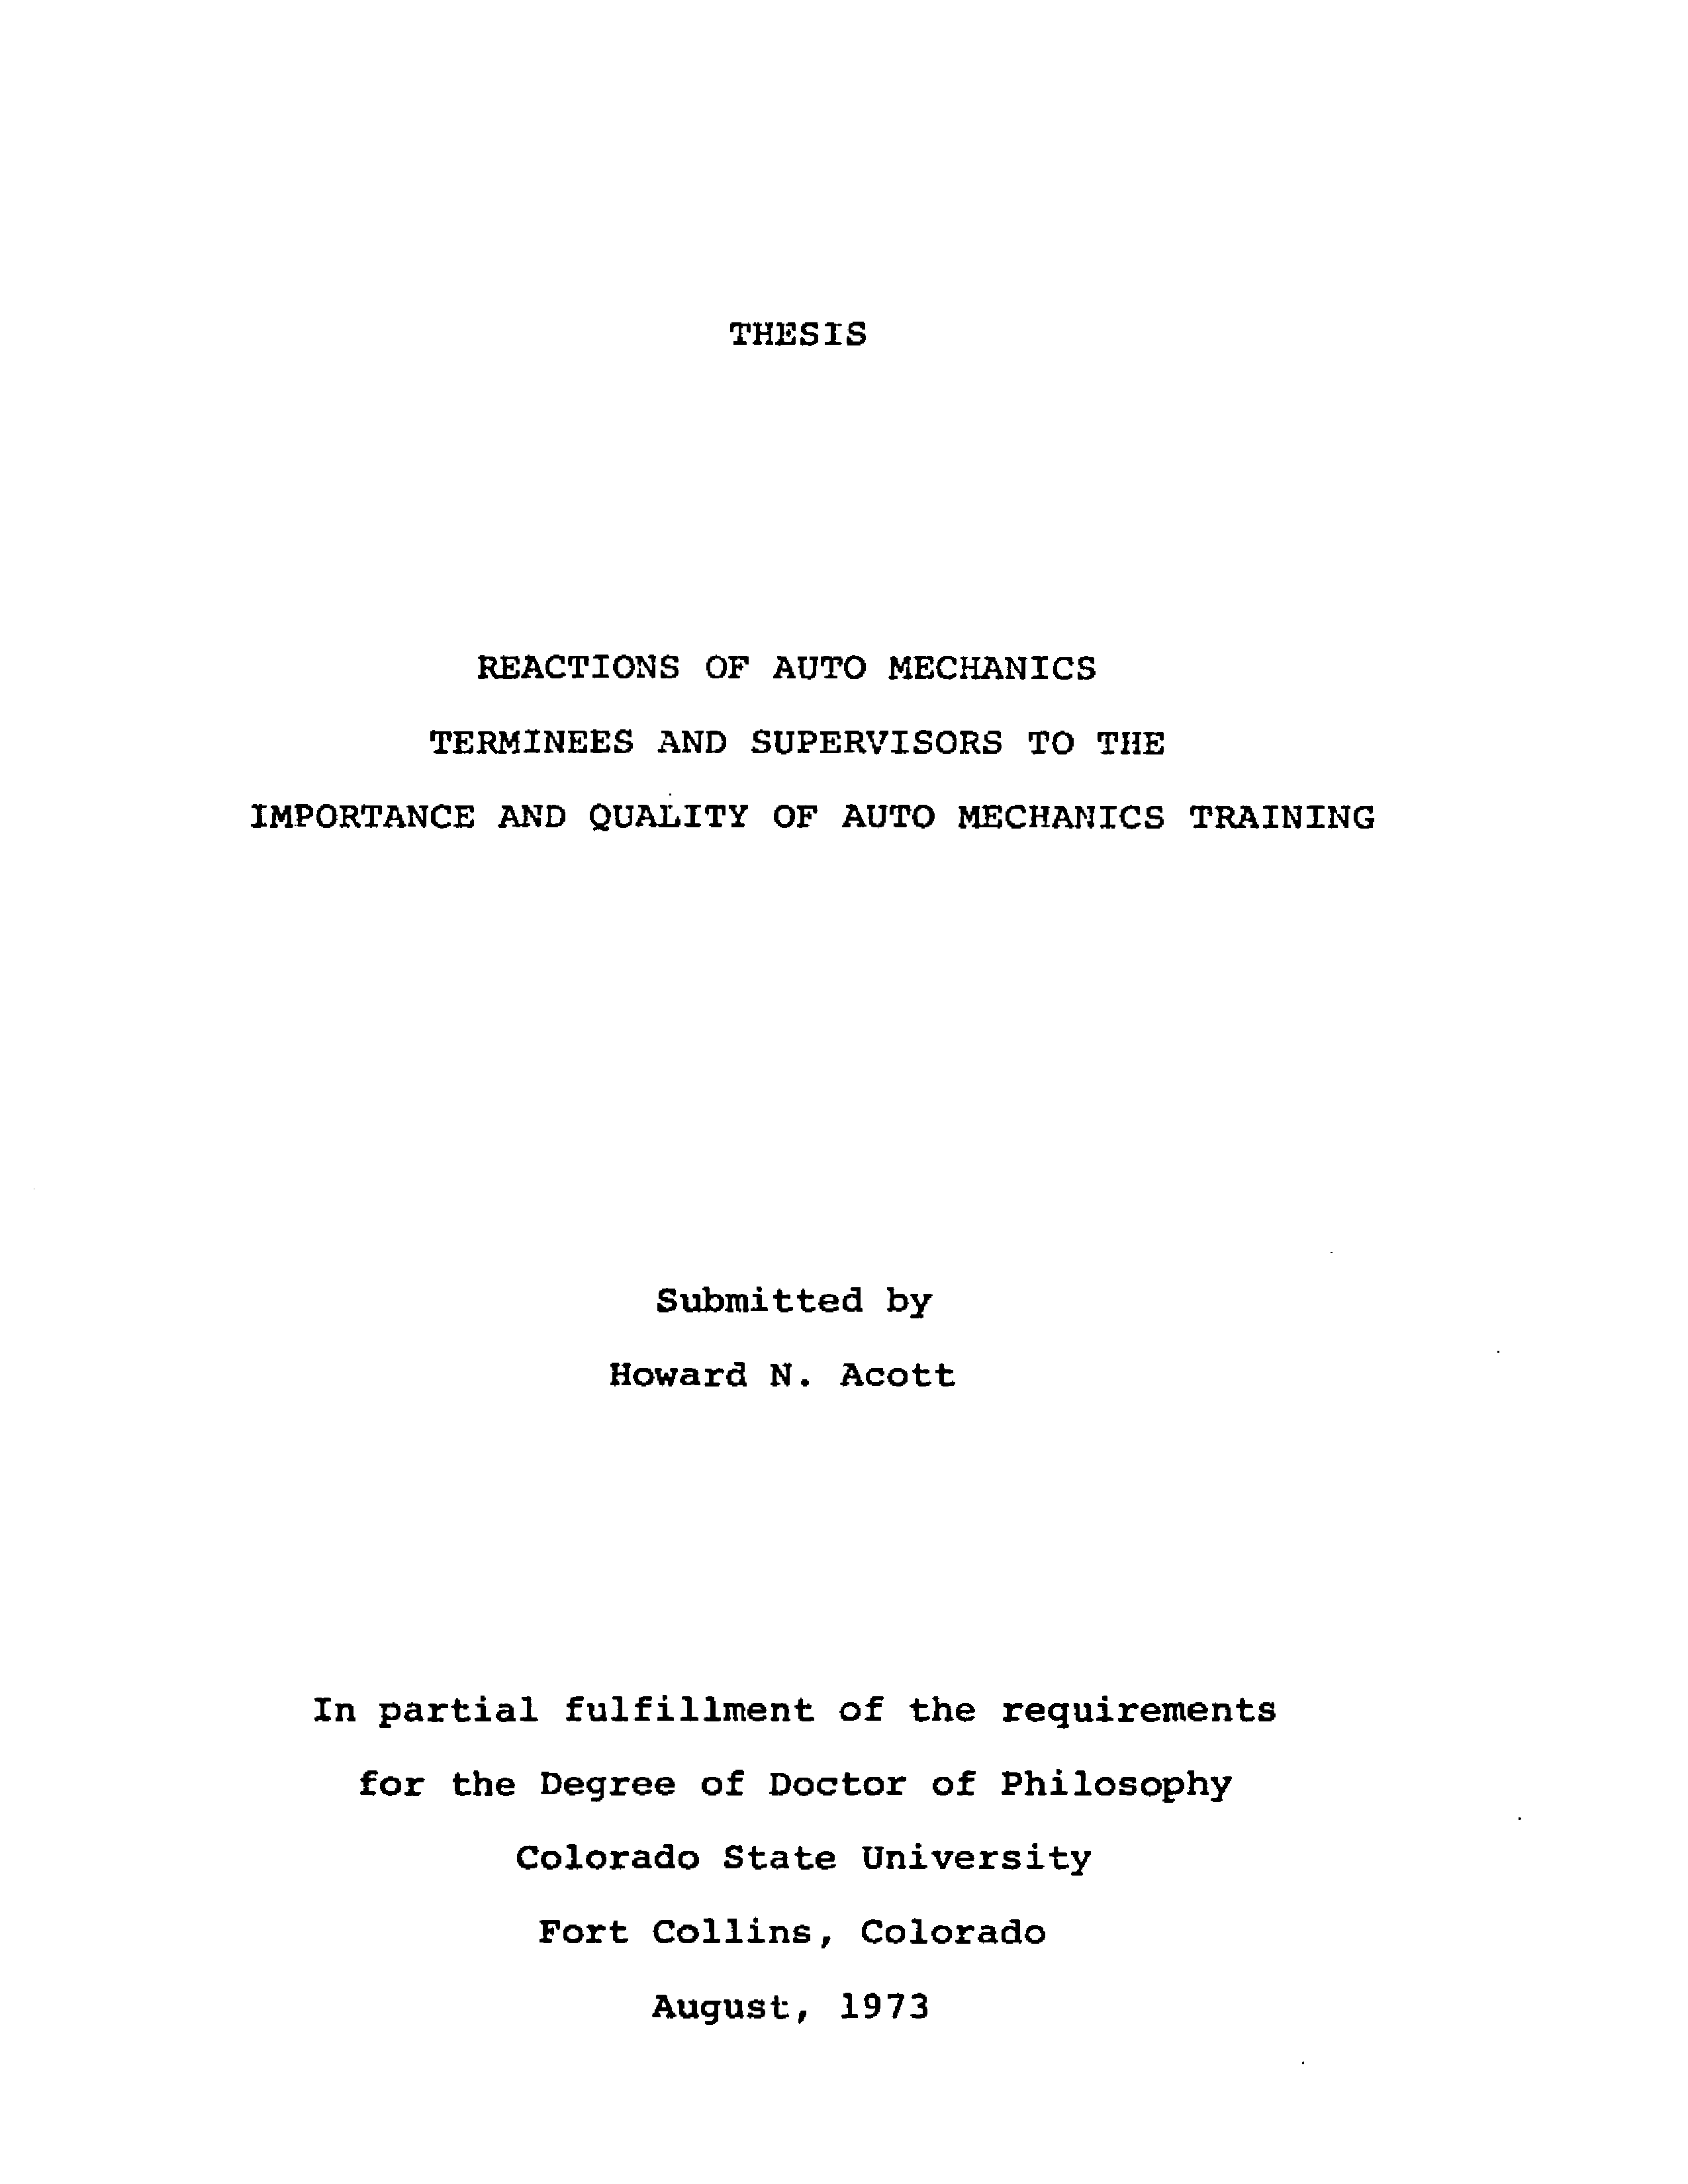 THESIS
REACTIONS OF AUTO MECHANICS
TERMINEES AND SUPERVISORS TO THE
IMPORTANCE AND QUALITY OF AUTO MECHANICS TRAINING
Submitted by
Howard N. Acott
In partial fulfillment of the requirements
for the Degree of Doctor of Philosophy
Colorado State University
Fort Collins, Colorado
August, 1973